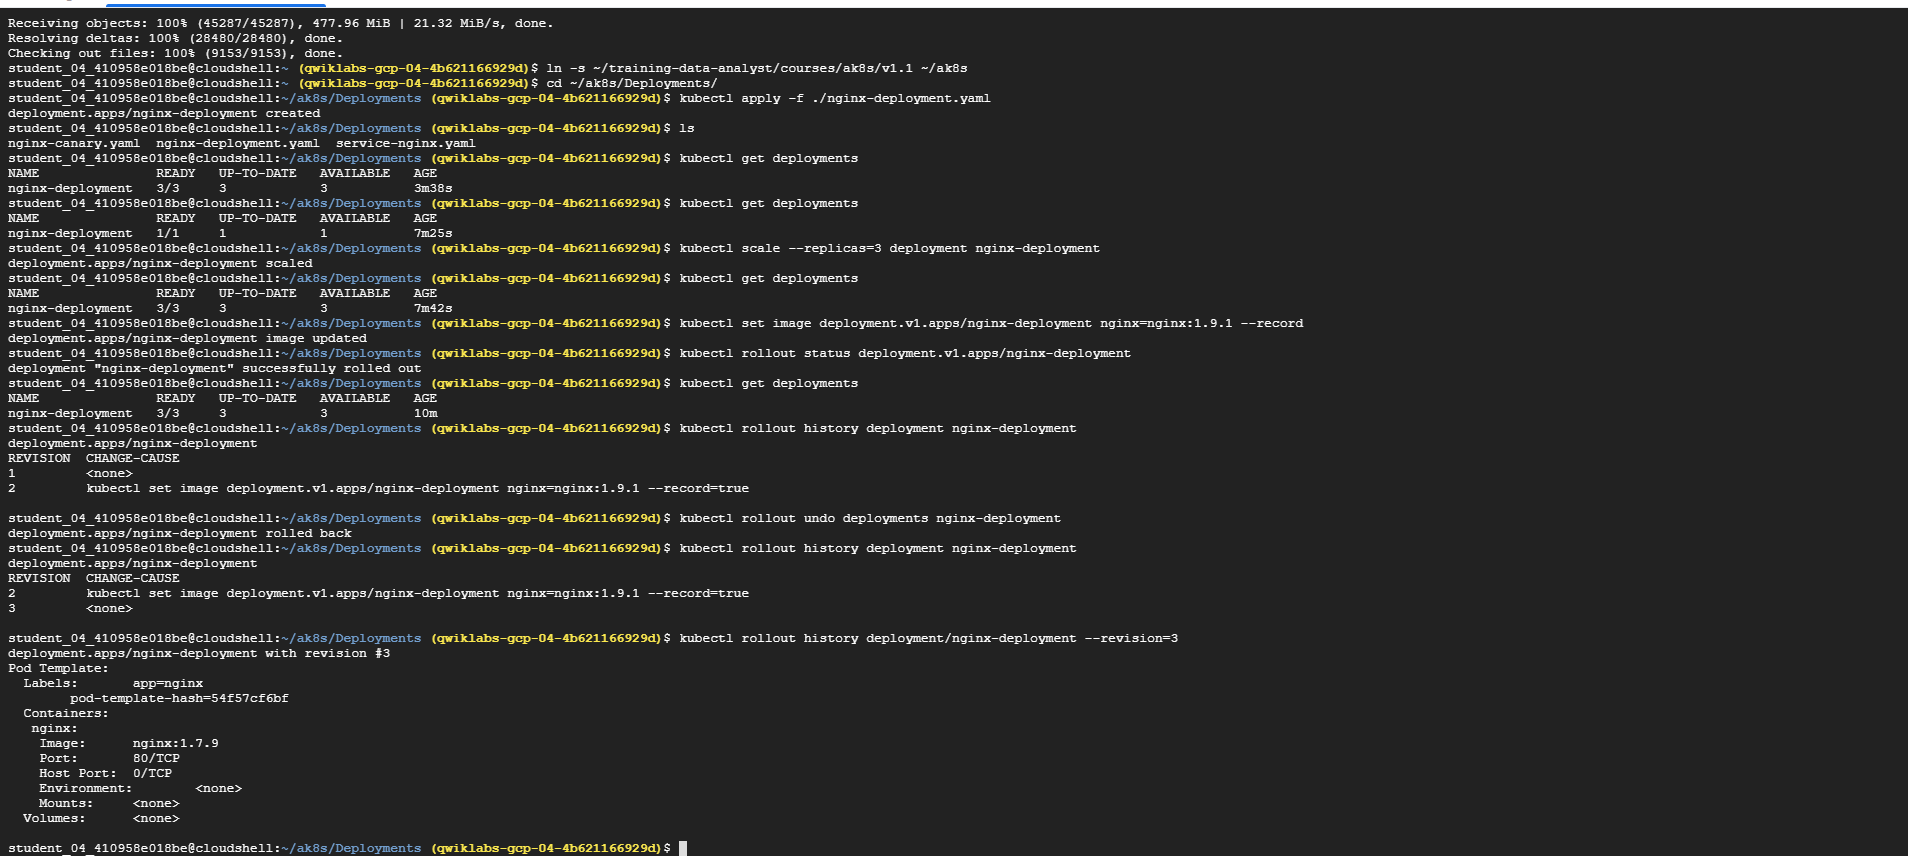 Receiving objects: 100% (45287/45287), 477.96 MiB | 21.32 MiB/s, done.
Resolving deltas: 100% (28480/28480), done.
Checking out files: 100% (9153/9153), done.
student_04_410958e018be@cloudshell:~ (qwiklabs-gcp-04-4b621166929d)$ ln -s ~/training-data-analyst/courses/ak8s/v1.1 ~/ak8s
student_04_410958e018be@cloudshell:~ (qwiklabs-gcp-04-4b621166929d)$ cd ~/ak8s/Deployments/
student_04_410958e018be@cloudshell:~/ak8s/Deployments (qwiklabs-gcp-04-4b621166929d)$ kubectl apply -f ./nginx-deployment.yaml
deployment.apps/nginx-deployment created
student_04_410958e018be@cloudshell:~/ak8s/Deployments (qwiklabs-gcp-04-4b621166929d)$ ls
nginx-canary.yaml  nginx-deployment.yaml  service-nginx.yaml
student_04_410958e018be@cloudshell:~/ak8s/Deployments (qwiklabs-gcp-04-4b621166929d)$ kubectl get deployments
NAME               READY   UP-TO-DATE   AVAILABLE   AGE
nginx-deployment   3/3     3            3           3m38s
student_04_410958e018be@cloudshell:~/ak8s/Deployments (qwiklabs-gcp-04-4b621166929d)$ kubectl get deployments
NAME               READY   UP-TO-DATE   AVAILABLE   AGE
nginx-deployment   1/1     1            1           7m25s
student_04_410958e018be@cloudshell:~/ak8s/Deployments (qwiklabs-gcp-04-4b621166929d)$ kubectl scale --replicas=3 deployment nginx-deployment
deployment.apps/nginx-deployment scaled
student_04_410958e018be@cloudshell:~/ak8s/Deployments (qwiklabs-gcp-04-4b621166929d)$ kubectl get deployments
NAME               READY   UP-TO-DATE   AVAILABLE   AGE
nginx-deployment   3/3     3            3           7m42s
student_04_410958e018be@cloudshell:~/ak8s/Deployments (qwiklabs-gcp-04-4b621166929d)$ kubectl set image deployment.v1.apps/nginx-deployment nginx=nginx:1.9.1 --record
deployment.apps/nginx-deployment image updated
student_04_410958e018be@cloudshell:~/ak8s/Deployments (qwiklabs-gcp-04-4b621166929d)$ kubectl rollout status deployment.v1.apps/nginx-deployment
deployment "nginx-deployment" successfully rolled out
student_04_410958e018be@cloudshell:~/ak8s/Deployments (qwiklabs-gcp-04-4b621166929d)$ kubectl get deployments
NAME               READY   UP-TO-DATE   AVAILABLE   AGE
nginx-deployment   3/3     3            3           10m
student_04_410958e018be@cloudshell:~/ak8s/Deployments (qwiklabs-gcp-04-4b621166929d)$ kubectl rollout history deployment nginx-deployment
deployment.apps/nginx-deployment
REVISION  CHANGE-CAUSE
1         <none>
2         kubectl set image deployment.v1.apps/nginx-deployment nginx=nginx:1.9.1 --record=true
student_04_410958e018be@cloudshell:~/ak8s/Deployments (qwiklabs-gcp-04-4b621166929d)$ kubectl rollout undo deployments nginx-deployment
deployment.apps/nginx-deployment rolled back
student_04_410958e018be@cloudshell:~/ak8s/Deployments (qwiklabs-gcp-04-4b621166929d)$ kubectl rollout history deployment nginx-deployment
deployment.apps/nginx-deployment
REVISION  CHANGE-CAUSE
2         kubectl set image deployment.v1.apps/nginx-deployment nginx=nginx:1.9.1 --record=true
3         <none>
student_04_410958e018be@cloudshell:~/ak8s/Deployments (qwiklabs-gcp-04-4b621166929d)$ kubectl rollout history deployment/nginx-deployment --revision=3
deployment.apps/nginx-deployment with revision #3
Pod Template:
  Labels:       app=nginx
        pod-template-hash=54f57cf6bf
  Containers:
   nginx:
    Image:      nginx:1.7.9
    Port:       80/TCP
    Host Port:  0/TCP
    Environment:        <none>
    Mounts:     <none>
  Volumes:      <none>
student_04_410958e018be@cloudshell:~/ak8s/Deployments (qwiklabs-gcp-04-4b621166929d)$